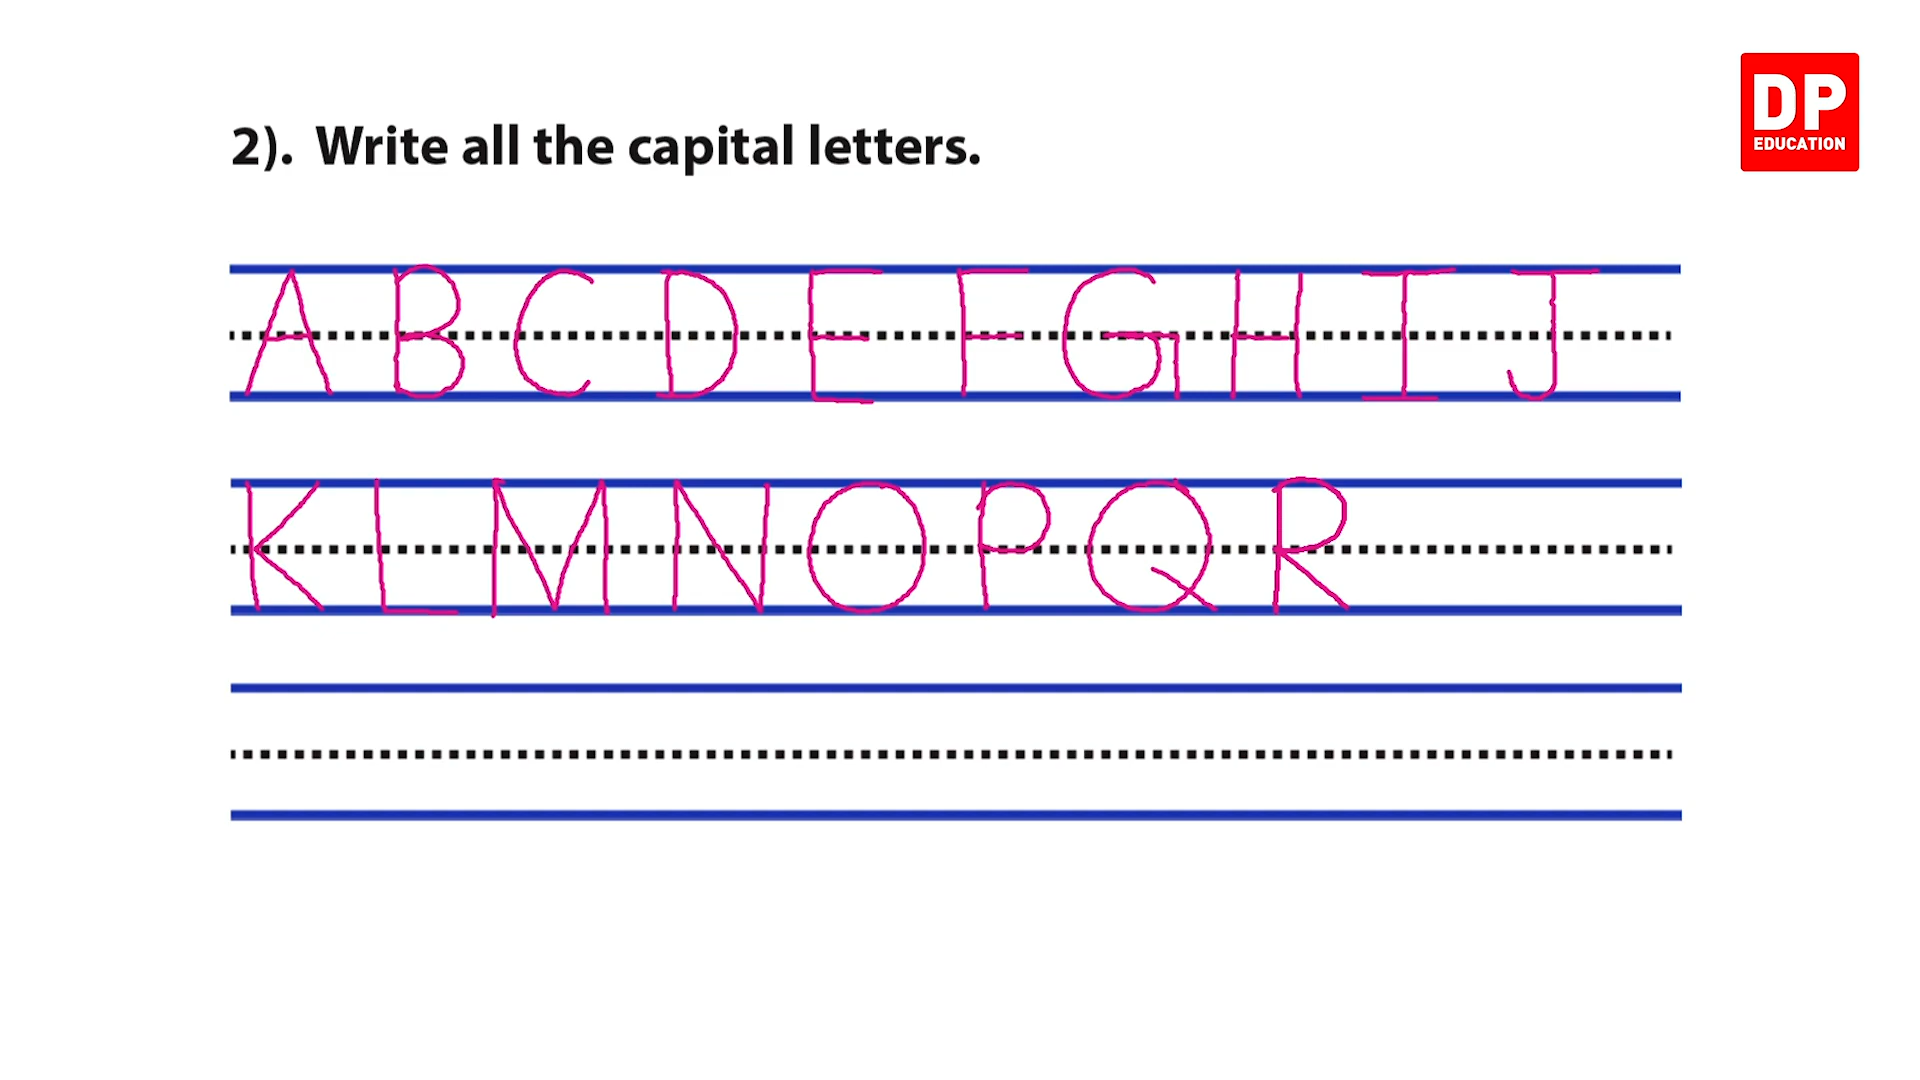 DP
EDUCATION
2). Write all the capital letters.
A B C D E F G H I J
K L M N O P Q R